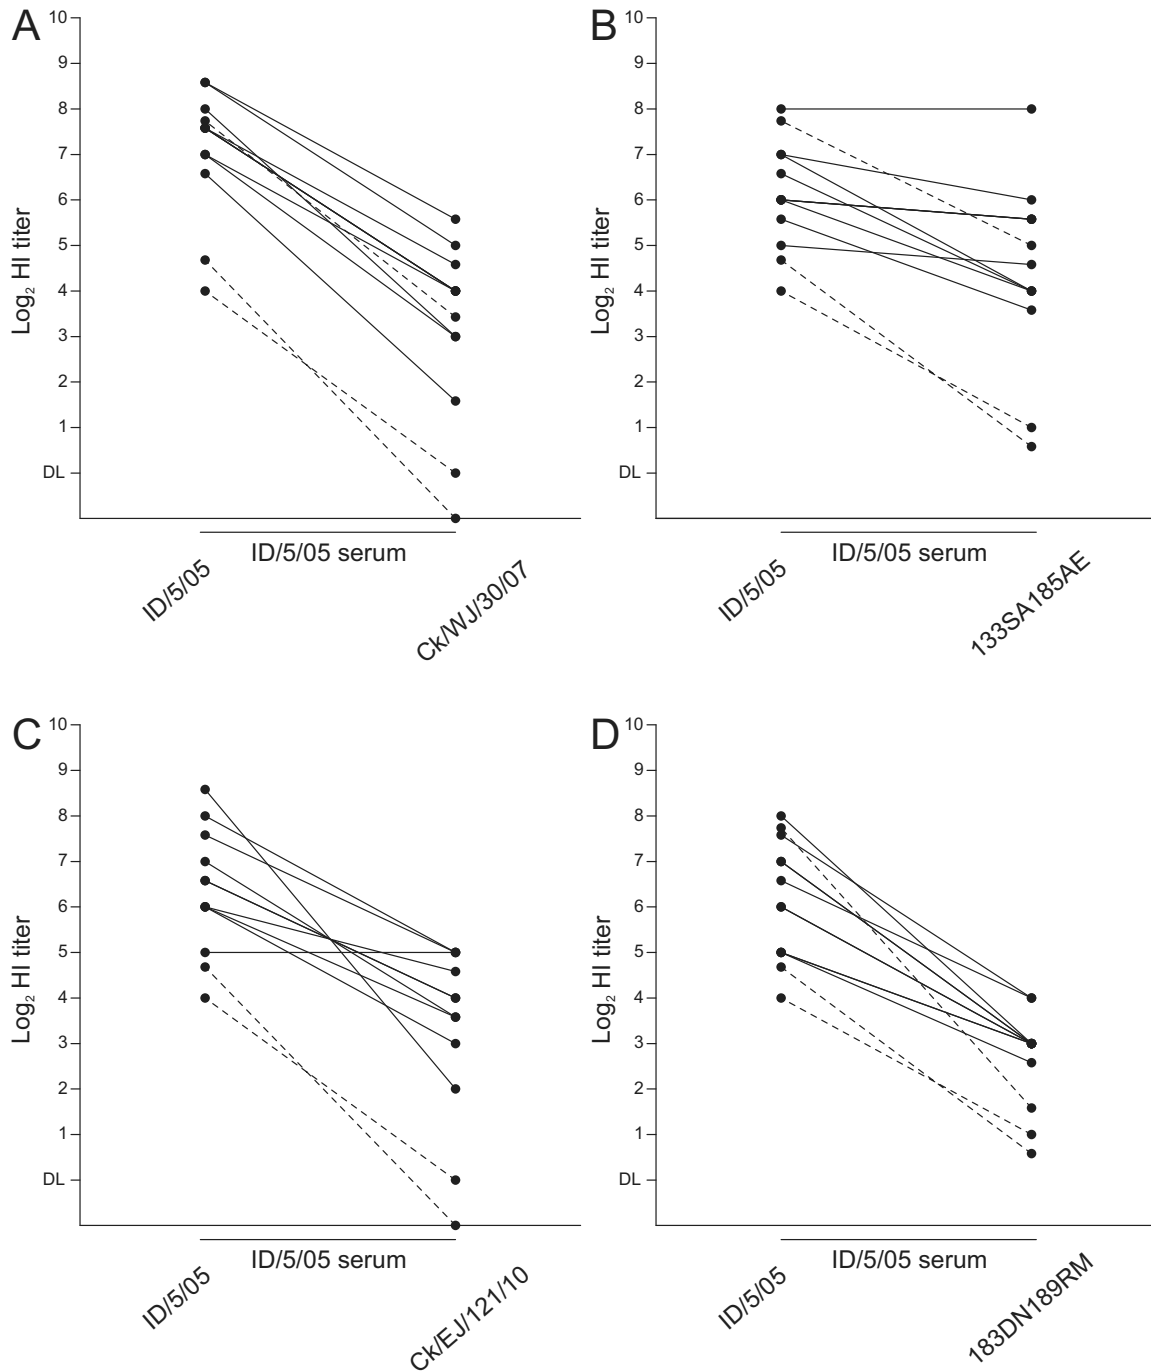 A
10
9
8
7
6
5
4
3
2
1
DL
Log₂ HI titer
ID/5/05 serum
ID/5/05
Ck/WJ/30/07
B
10
9
8
7
6
5
4
3
2
1
DL
Log₂ HI titer
ID/5/05 serum
ID/5/05
133SA185AE
C
10
9
8
7
6
5
4
3
2
1
DL
Log₂ HI titer
ID/5/05 serum
ID/5/05
Ck/EJ/121/10
D
10
9
8
7
6
5
4
3
2
1
DL
Log₂ HI titer
ID/5/05 serum
ID/5/05
183DN189RM